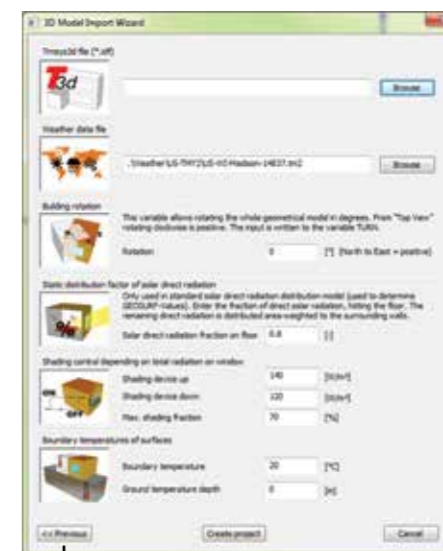 3D Model Import Wizard
Trnsys3d file (*.idf)
T3d
Browse
Weather data file
.\Weather\US-TMY2\US-WI-Madison-14837.tm2
Browse
Building rotation
This variable allows rotating the whole geometrical model in degrees. From "Top View"
rotating clockwise is positive. The input is written to the variable TURN.
Rotation 0 [°] (North to East = positive)
Static distribution factor of solar direct radiation
Only used in standard solar direct radiation distribution model (used to determine
GEOSURF-values). Enter the fraction of direct solar radiation, hitting the floor. The
remaining direct radiation is distributed area-weighted to the surrounding walls.
%
Solar direct radiation fraction on floor 0.8 [-]
Shading control depending on total radiation on window
Shading device up 140 [W/m²]
ON
Shading device down 120 [W/m²]
OFF
Max. shading fraction 70 [%]
Boundary temperatures of surfaces
Boundary temperature 20 [°C]
Ground temperature depth 0 [m]
<< Previous Create project Cancel